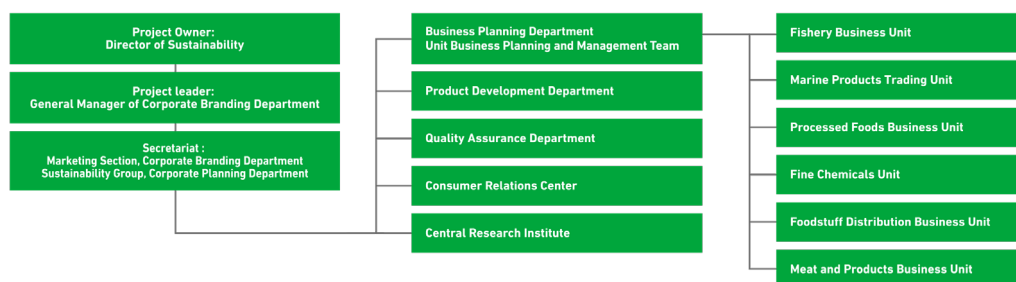 Project Owner:
Director of Sustainability
Project leader:
General Manager of Corporate Branding Department
Secretariat :
Marketing Section, Corporate Branding Department
Sustainability Group, Corporate Planning Department
Business Planning Department
Unit Business Planning and Management Team
Product Development Department
Quality Assurance Department
Consumer Relations Center
Central Research Institute
Fishery Business Unit
Marine Products Trading Unit
Processed Foods Business Unit
Fine Chemicals Unit
Foodstuff Distribution Business Unit
Meat and Products Business Unit